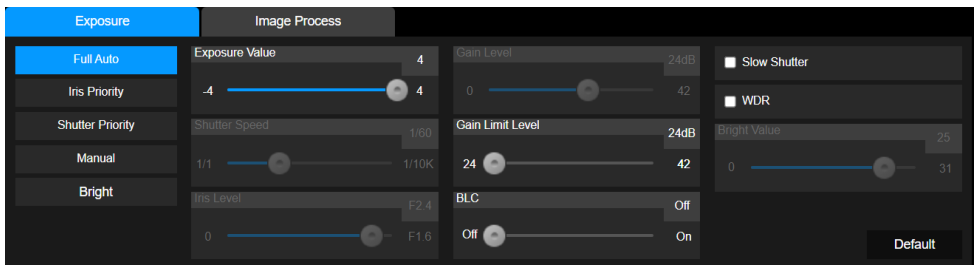 Exposure
Image Process
Full Auto
Iris Priority
Shutter Priority
Manual
Bright
Exposure Value
4
-4
4
Shutter Speed
1/60
1/1
1/10K
Iris Level
F2.4
0
F1.6
Gain Level
24dB
0
42
Gain Limit Level
24dB
24
42
BLC
Off
Off
On
Slow Shutter
WDR
Bright Value
25
0
31
Default